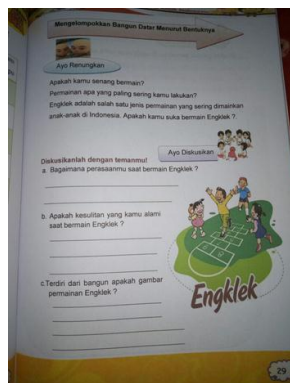 Mengelompokkan Bangun Datar Menurut Bentuknya
Ayo Renungkan
Apakah kamu senang bermain?
Permainan apa yang paling sering kamu lakukan?
Engklek adalah salah satu jenis permainan yang sering dimainkan
anak-anak di Indonesia. Apakah kamu suka bermain Engklek ?
Ayo Diskusikan
Diskusikanlah dengan temanmu!
a. Bagaimana perasaanmu saat bermain Engklek ?
b. Apakah kesulitan yang kamu alami
saat bermain Engklek ?
c.Terdiri dari bangun apakah gambar
permainan Engklek ?
Engklek
29